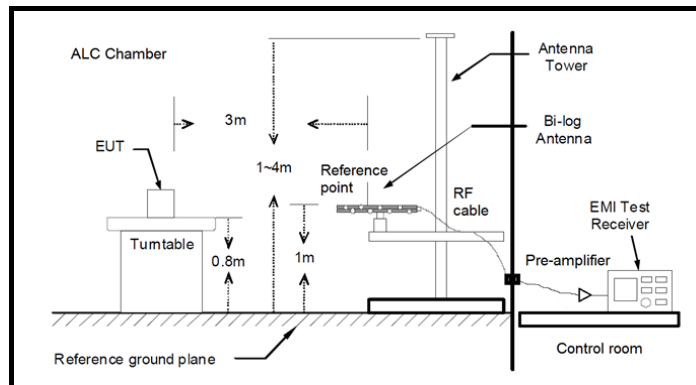 ALC Chamber
Antenna
Tower
3m
Bi-log
Antenna
EUT
1~4m
Reference
point
RF
cable
EMI Test
Receiver
Turntable
0.8m
1m
Pre-amplifier
Reference ground plane
Control room